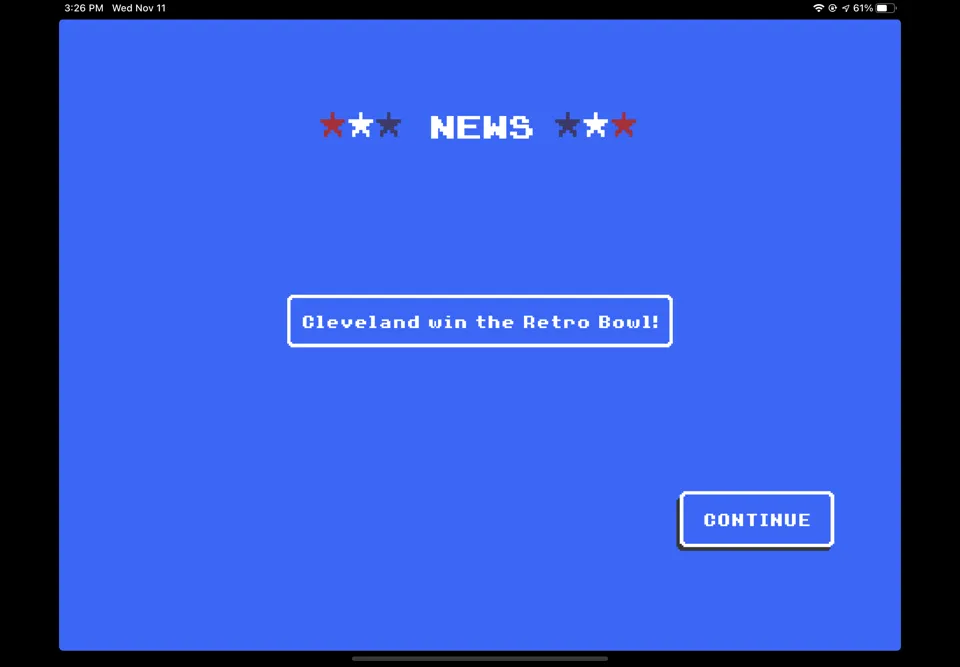 3:26 PM Wed Nov 11 61%
NEWS
Cleveland win the Retro Bowl!
CONTINUE